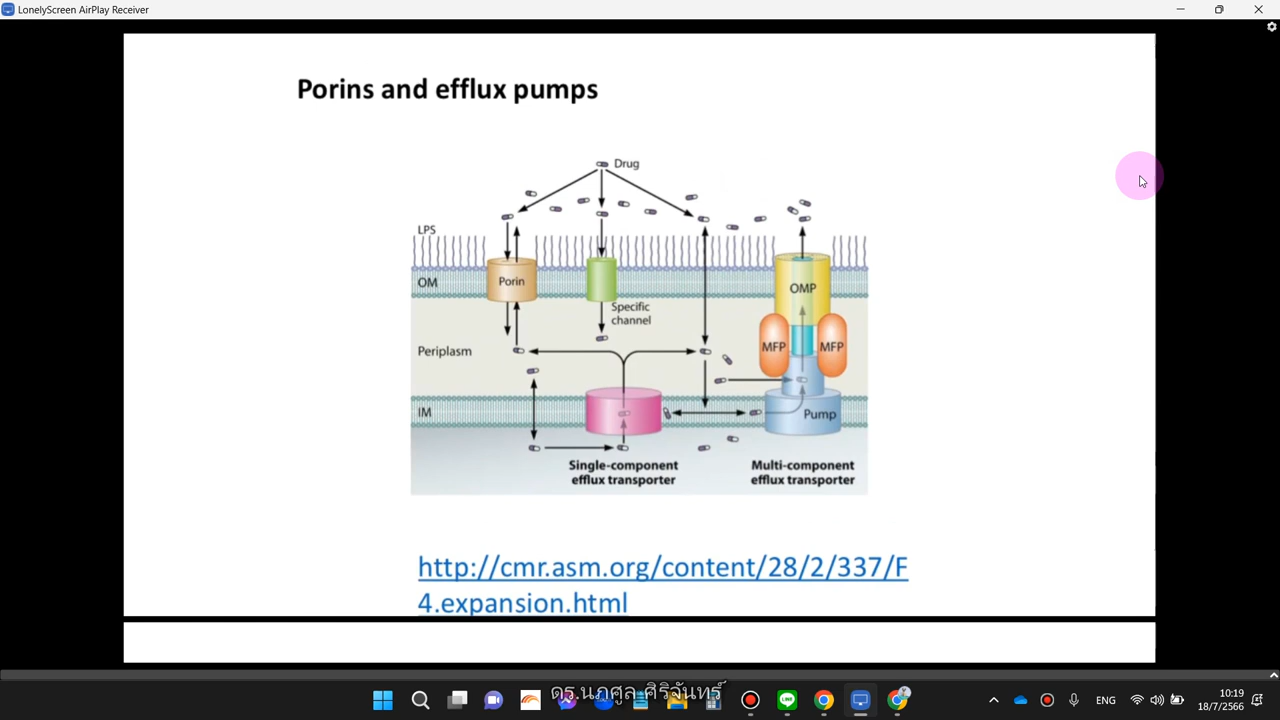 LonelyScreen AirPlay Receiver
Porins and efflux pumps
Drug
LPS
OM
Porin
Specific
channel
OMP
Periplasm
MFP
MFP
IM
Pump
Single-component
efflux transporter
Multi-component
efflux transporter
http://cmr.asm.org/content/28/2/337/F
4.expansion.html
ดร.นภศูล ศิริจันทร์
ENG
10:19
18/7/2566